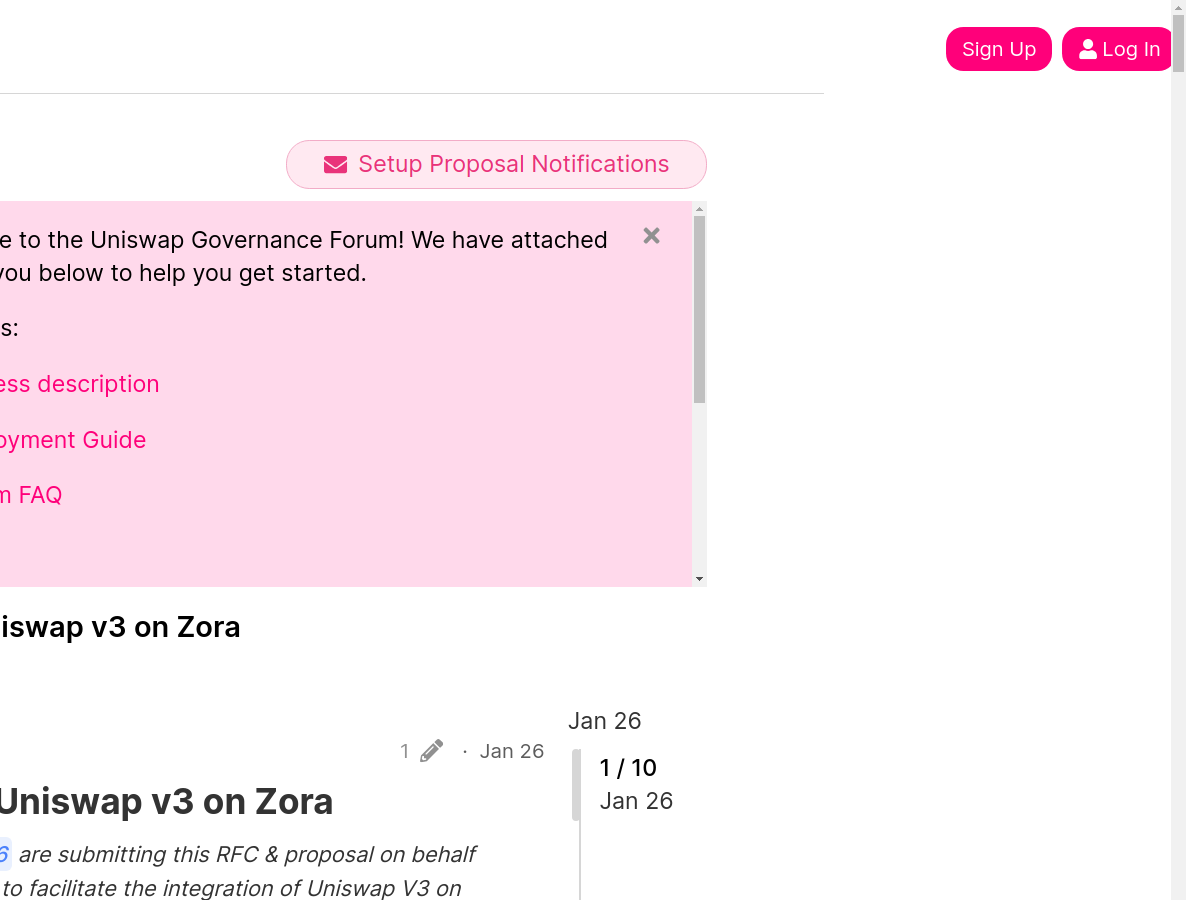 Sign Up
Log In
Setup Proposal Notifications
e to the Uniswap Governance Forum! We have attached
you below to help you get started.
s:
ess description
oyment Guide
m FAQ
iswap v3 on Zora
Jan 26
1 · Jan 26
1 / 10
Jan 26
Uniswap v3 on Zora
6 are submitting this RFC & proposal on behalf
to facilitate the integration of Uniswap V3 on